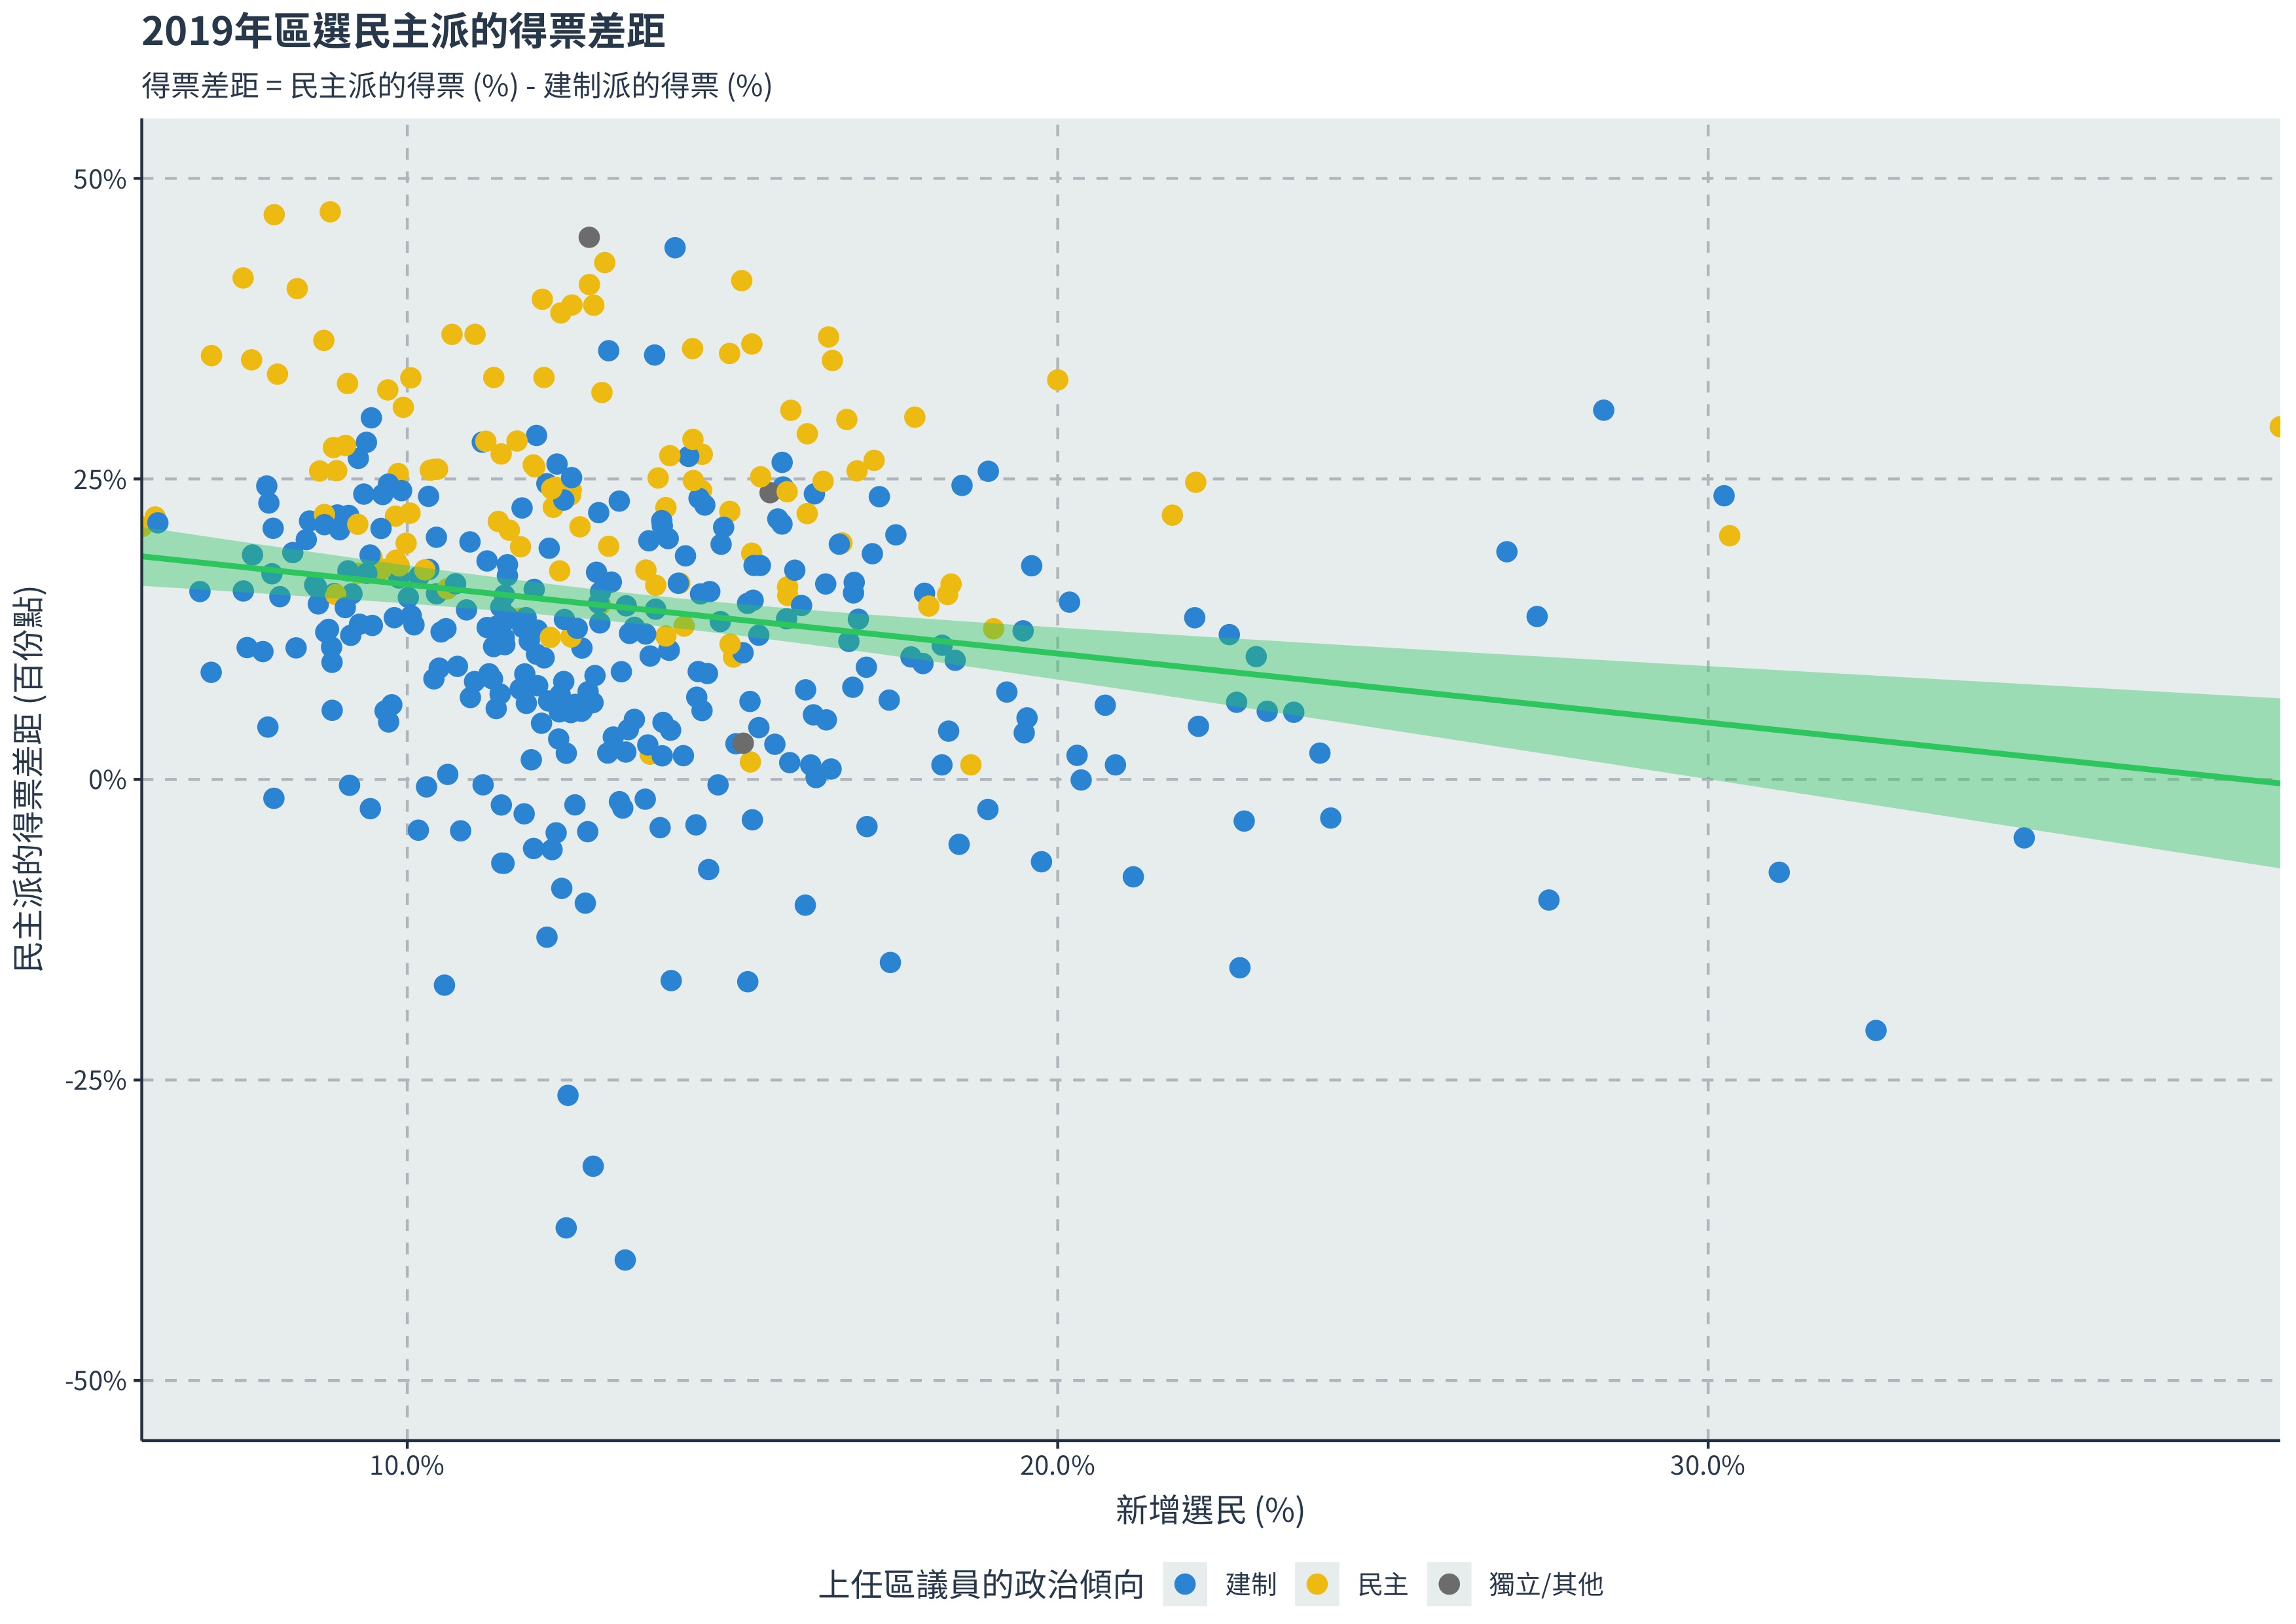 2019年區選民主派的得票差距
得票差距 = 民主派的得票 (%) - 建制派的得票 (%)
民主派的得票差距 (百份點)
50%
25%
0%
-25%
-50%
10.0%
20.0%
30.0%
新增選民 (%)
上任區議員的政治傾向 建制 民主 獨立/其他